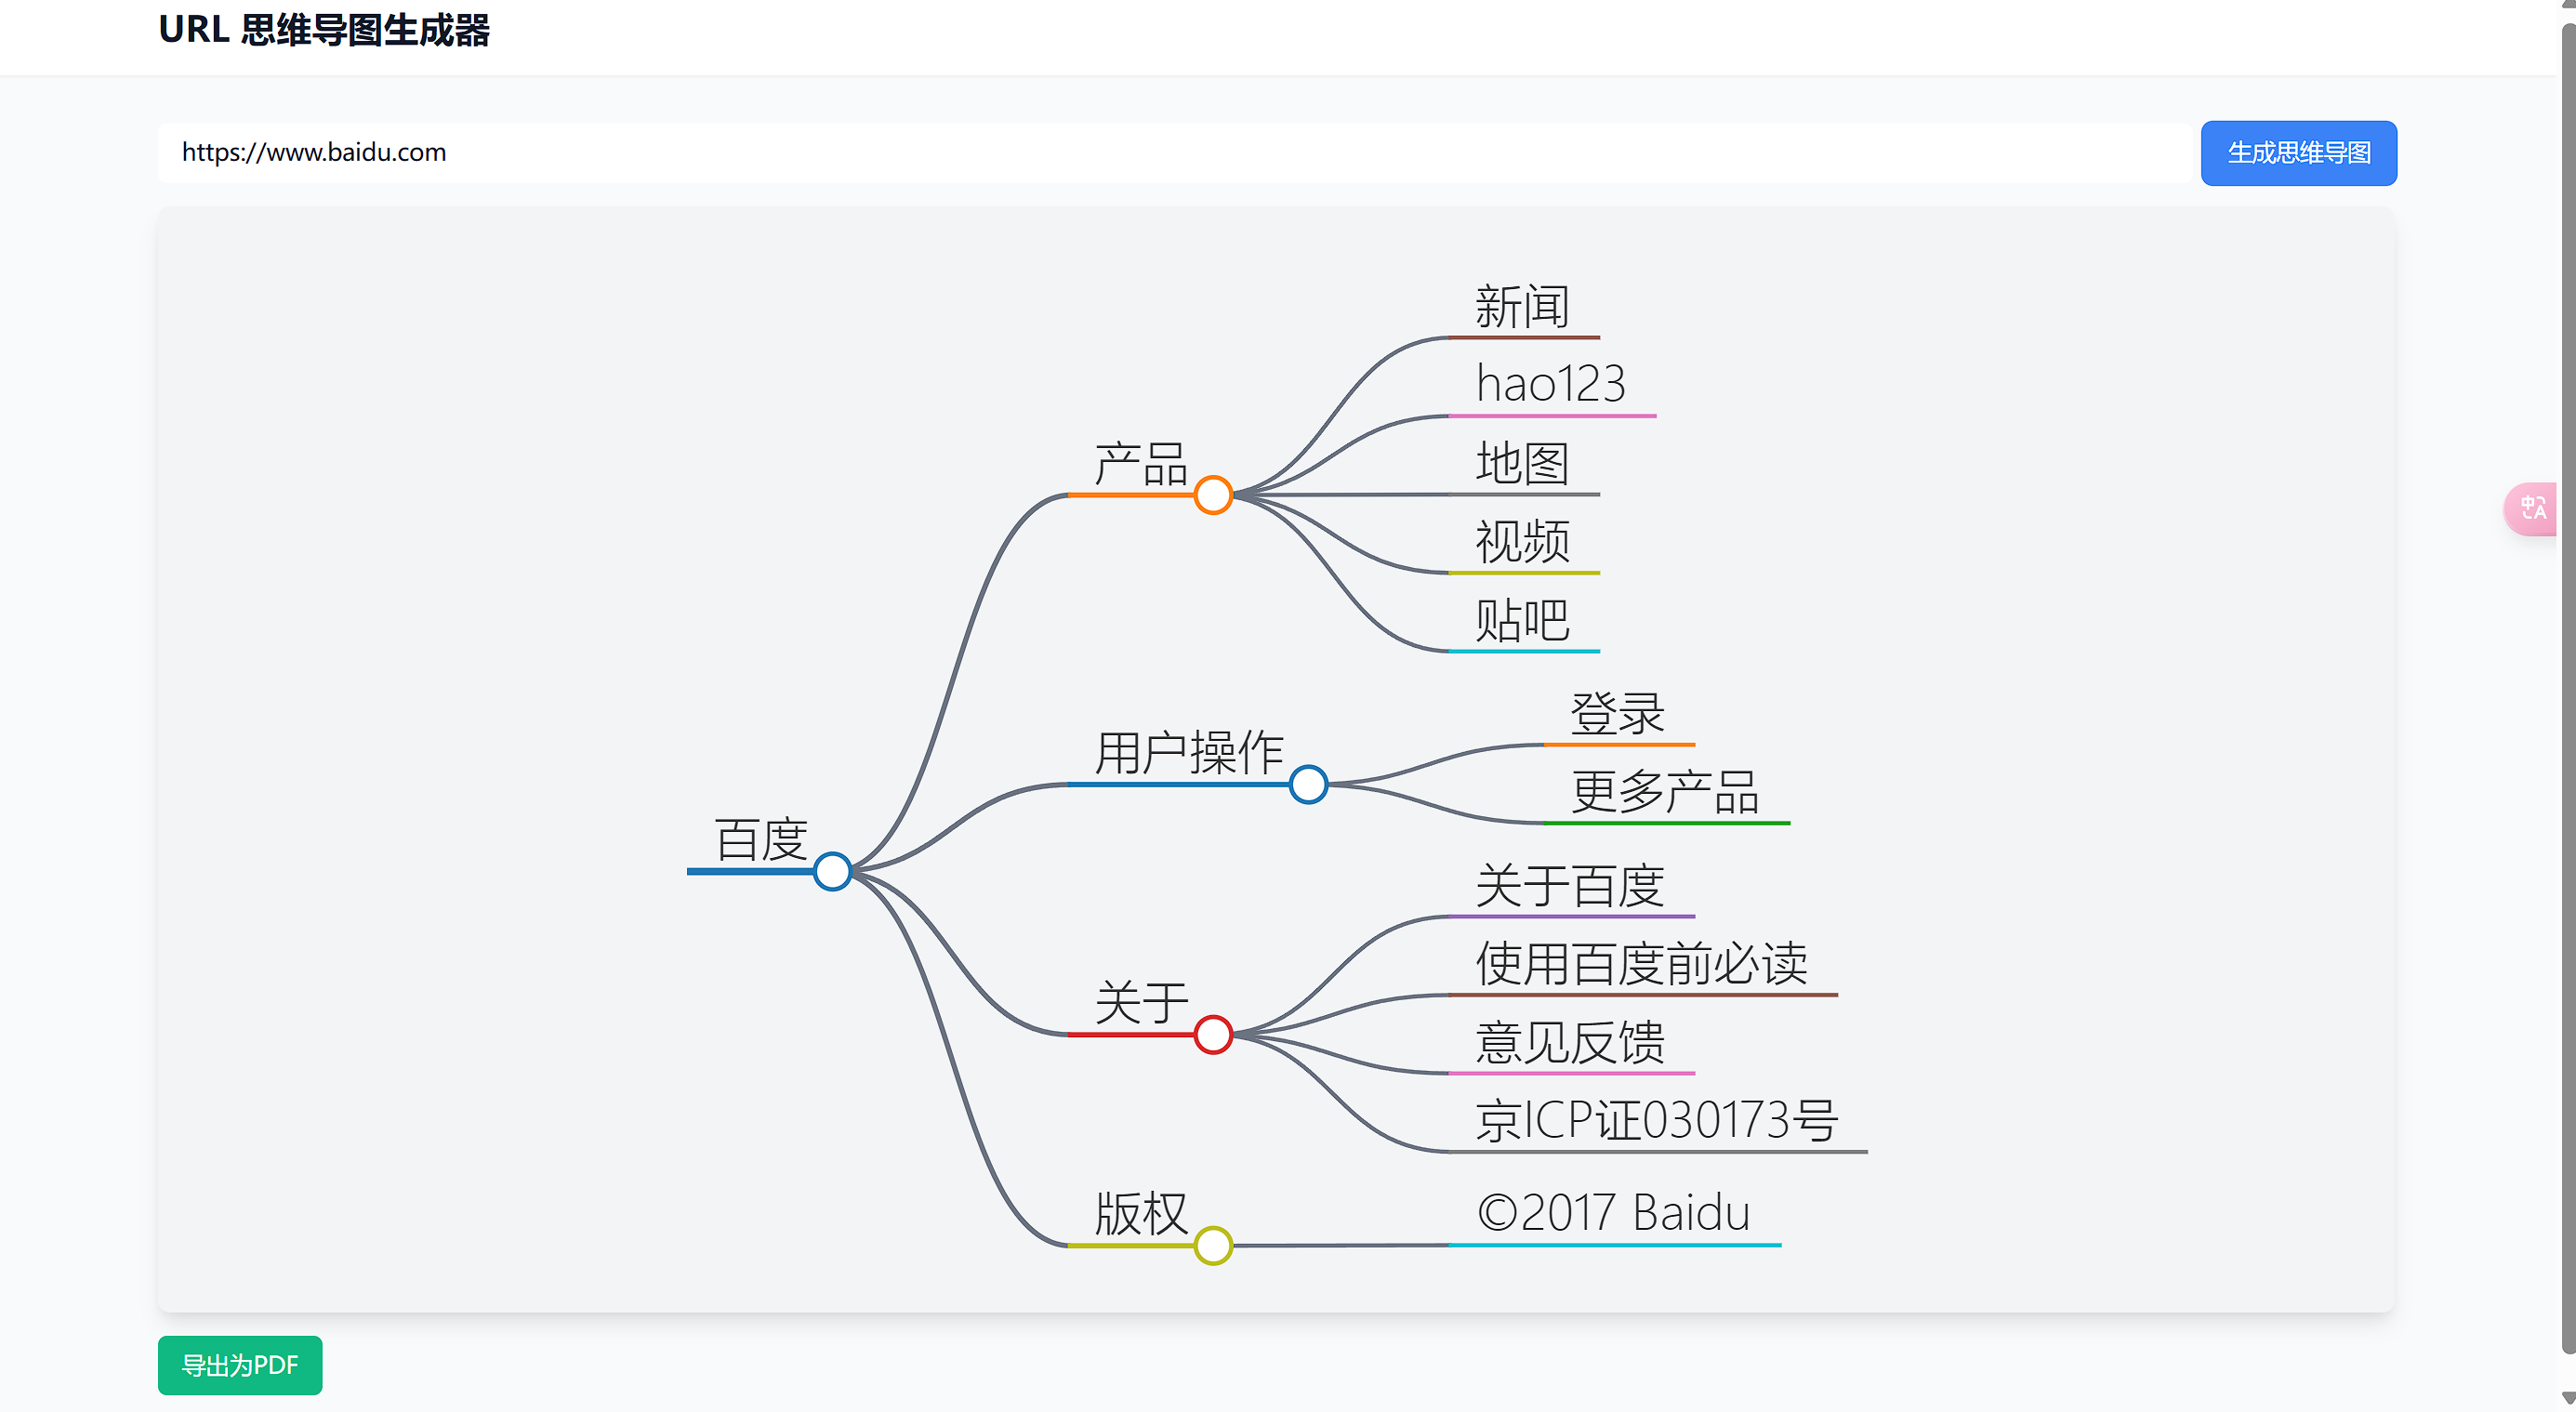 URL 思维导图生成器
https://www.baidu.com
生成思维导图
新闻
hao123
产品
地图
视频
贴吧
登录
用户操作
更多产品
百度
关于百度
使用百度前必读
关于
意见反馈
京ICP证030173号
版权
©2017 Baidu
导出为PDF